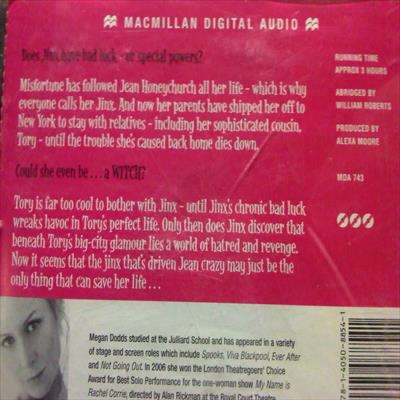 MACMILLAN DIGITAL AUDIO
Does Jinx have bad luck - or special powers?
Misfortune has followed Jean Honeychurch all her life - which is why
everyone calls her Jinx. And now her parents have shipped her off to
New York to stay with relatives - including her sophisticated cousin,
Tory - until the trouble she's caused back home dies down.
Could she even be ... a WITCH?
Tory is far too cool to bother with Jinx - until Jinx's chronic bad luck
wreaks havoc in Tory's perfect life. Only then does Jinx discover that
beneath Tory's big-city glamour lies a world of hatred and revenge.
Now it seems that the jinx that's driven Jean crazy may just be the
only thing that can save her life ...
RUNNING TIME
APPROX 3 HOURS
ABRIDGED BY
WILLIAM ROBERTS
PRODUCED BY
ALEXA MOORE
MDA 743
Megan Dodds studied at the Julliard School and has appeared in a variety
of stage and screen roles which include Spooks, Viva Blackpool, Ever After
and Not Going Out. In 2006 she won the London Theatregoers' Choice
Award for Best Solo Performance for the one-woman show My Name is
Rachel Corrie, directed by Alan Rickman at the Royal Court Theatre
78-1-4050-8854-1